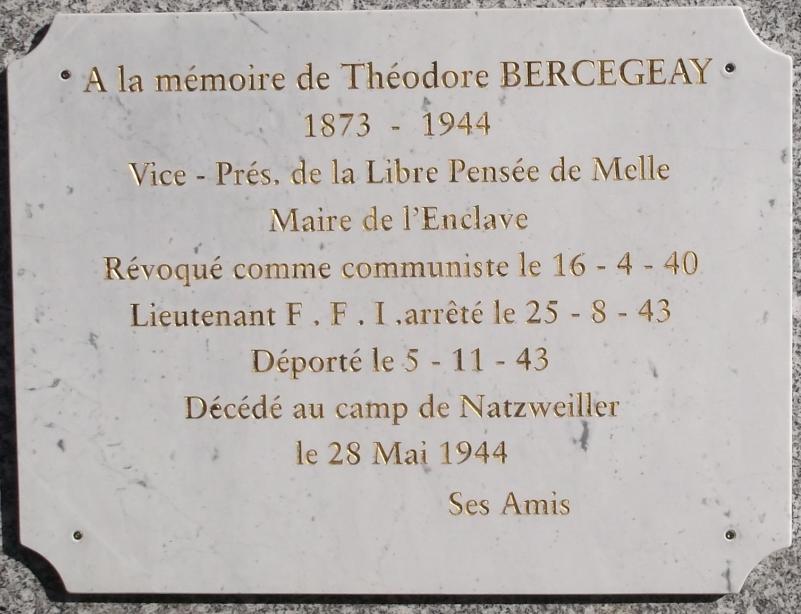 A la mémoire de Théodore BERCEGEAY
1873 - 1944
Vice - Prés. de la Libre Pensée de Melle
Maire de l'Enclave
Révoqué comme communiste le 16 - 4 - 40
Lieutenant F . F . I .arrêté le 25 - 8 - 43
Déporté le 5 - 11 - 43
Décédé au camp de Natzweiller
le 28 Mai 1944
Ses Amis